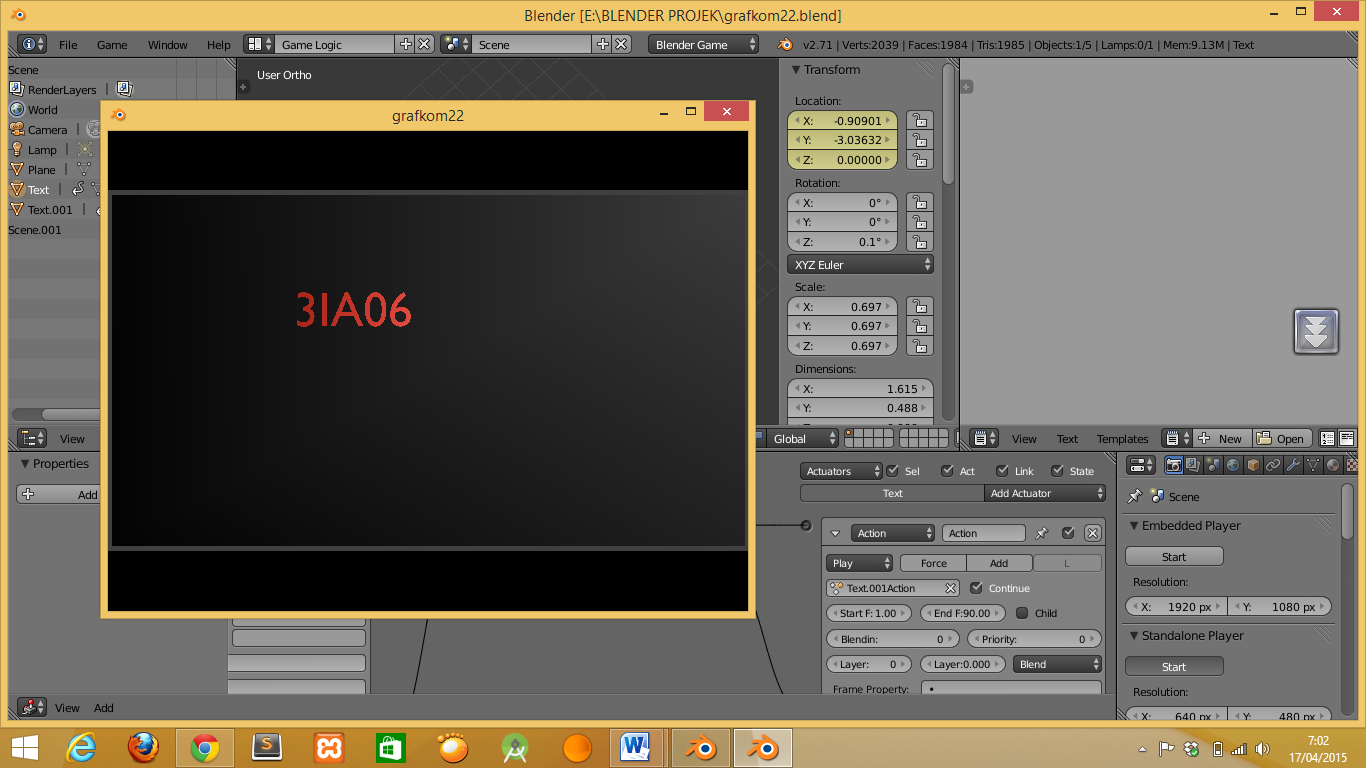 Blender [E:\BLENDER PROJEK\grafkom22.blend]
File Game Window Help Game Logic Scene Blender Game v2.71 | Verts:2039 | Faces:1984 | Tris:1985 | Objects:1/5 | Lamps:0/1 | Mem:9.13M | Text
Scene
RenderLayers |
World
Camera |
Lamp |
Plane |
Text |
Text.001 |
Scene.001
View
User Ortho
grafkom22
3IA06
Transform
Location:
X: -0.90901
Y: -3.03632
Z: 0.00000
Rotation:
X: 0°
Y: 0°
Z: 0.1°
XYZ Euler
Scale:
X: 0.697
Y: 0.697
Z: 0.697
Dimensions:
X: 1.615
Y: 0.488
Global
View Text Templates New Open
Properties
Add
Actuators Sel Act Link State
Text Add Actuator
Action Action
Play Force Add L
Text.001Action Continue
Start F: 1.00 End F:90.00 Child
Blendin: 0 Priority: 0
Layer: 0 Layer:0.000 Blend
Frame Property:
View Add
Scene
Embedded Player
Start
Resolution:
X: 1920 px Y: 1080 px
Standalone Player
Start
Resolution:
X: 640 px Y: 480 px
7:02
17/04/2015